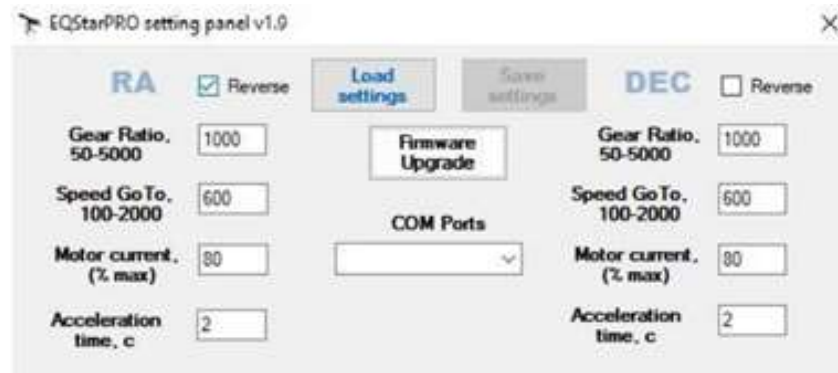 EQStarPRO setting panel v1.9
RA
Reverse
Load
settings
Save
settings
DEC
Reverse
Gear Ratio,
50-5000
1000
Firmware
Upgrade
Gear Ratio,
50-5000
1000
Speed GoTo,
100-2000
600
COM Ports
Speed GoTo,
100-2000
600
Motor current,
(% max)
80
Motor current,
(% max)
80
Acceleration
time, c
2
Acceleration
time, c
2